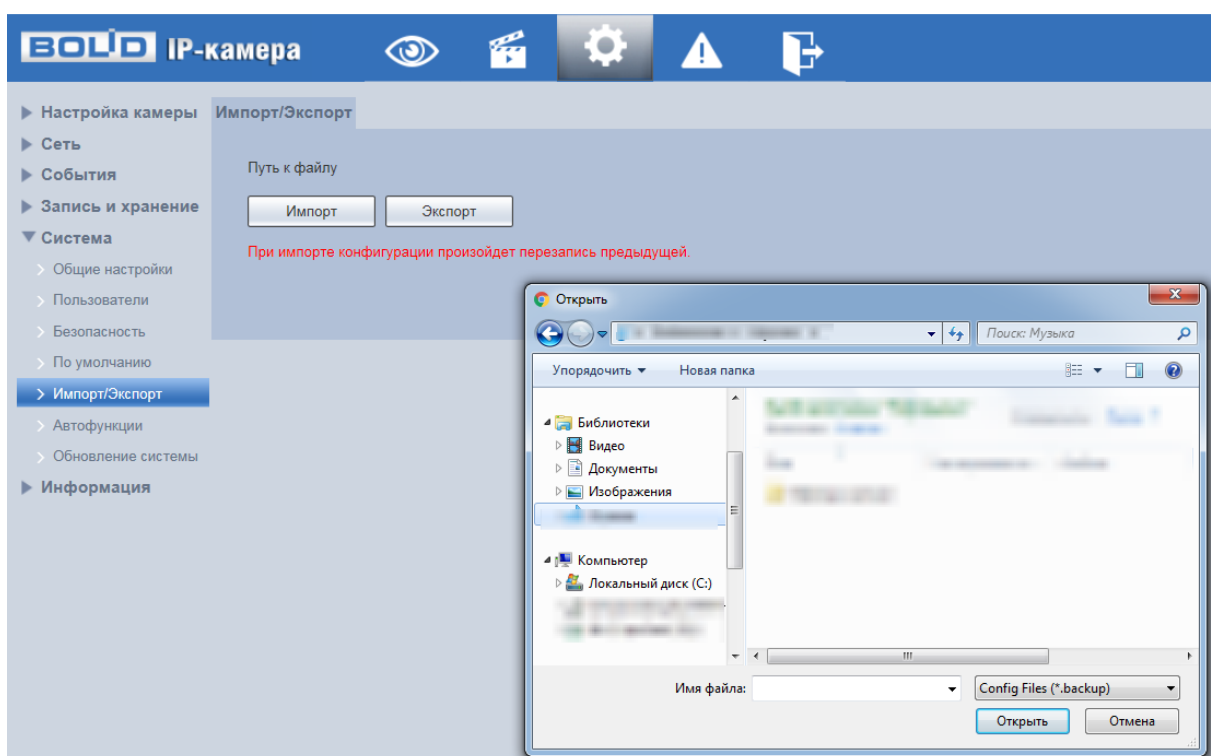 BOLID IP-камера
Настройка камеры
Сеть
События
Запись и хранение
Система
Общие настройки
Пользователи
Безопасность
По умолчанию
Импорт/Экспорт
Автофункции
Обновление системы
Информация
Импорт/Экспорт
Путь к файлу
Импорт Экспорт
При импорте конфигурации произойдет перезапись предыдущей.
Открыть
Поиск: Музыка
Упорядочить Новая папка
Библиотеки
Видео
Документы
Изображения
Компьютер
Локальный диск (C:)
Имя файла: Config Files (*.backup)
Открыть Отмена